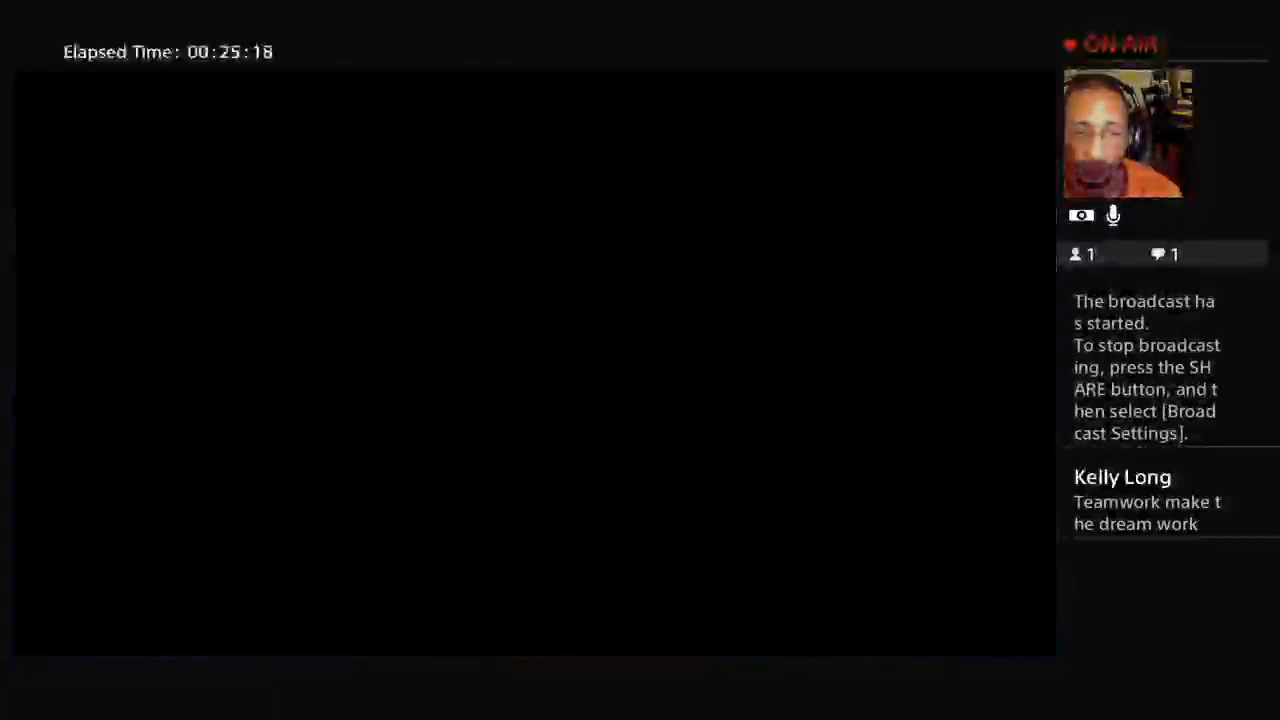 Elapsed Time: 00:25:18
ON AIR
1 1
The broadcast ha
s started.
To stop broadcast
ing, press the SH
ARE button, and t
hen select [Broad
cast Settings].
Kelly Long
Teamwork make t
he dream work